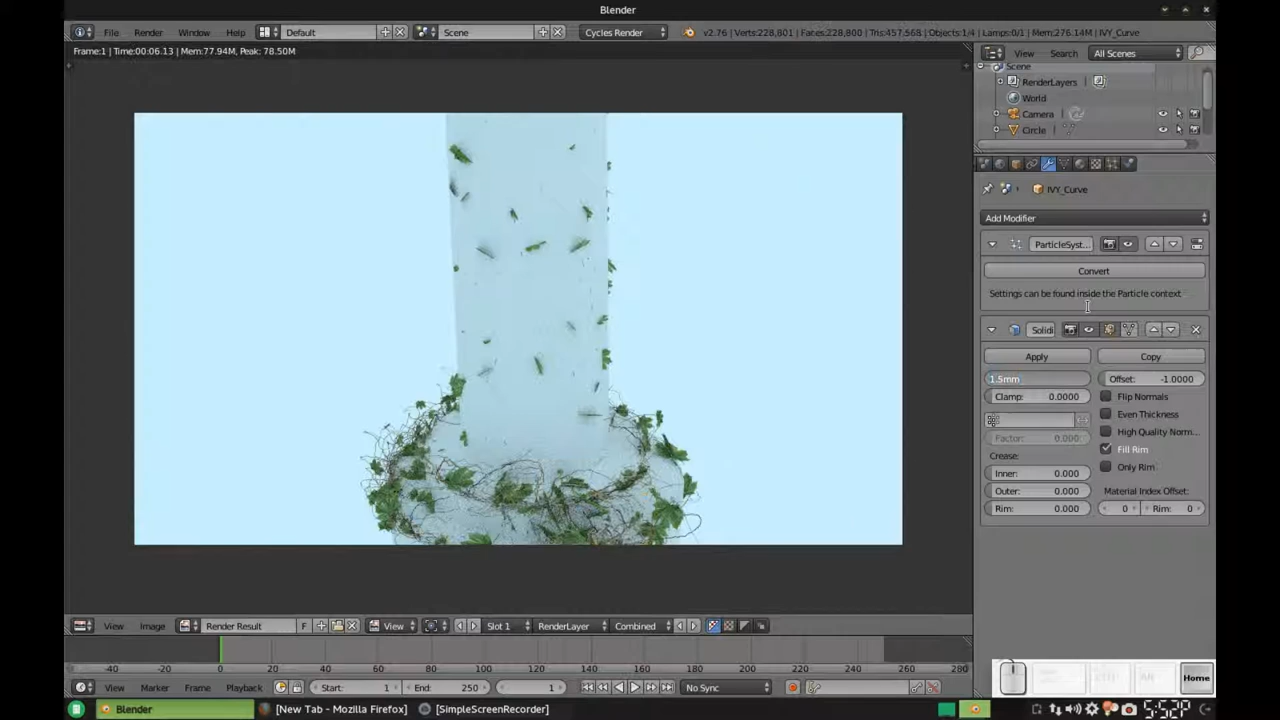 Blender
File Render Window Help Default Scene Cycles Render v2.76 | Verts:228,801 | Faces:228,800 | Tris:457,568 | Objects:1/4 | Lamps:0/1 | Mem:276.14M | IVY_Curve
Frame:1 | Time:00:06.13 | Mem:77.94M, Peak: 78.50M
View Search All Scenes
Scene
RenderLayers
World
Camera
Circle
IVY_Curve
Add Modifier
ParticleSyst...
Convert
Settings can be found inside the Particle context
Solidi
Apply Copy
1.5mm Offset: -1.0000
Clamp: 0.0000 Flip Normals
Even Thickness
Factor: 0.000 High Quality Norm...
Crease: Fill Rim
Inner: 0.000 Only Rim
Outer: 0.000 Material Index Offset:
Rim: 0.000 0 Rim: 0
View Image Render Result F View Slot 1 RenderLayer Combined
-40 -20 0 20 40 60 80 100 120 140 160 180 200 220 240 260 280
View Marker Frame Playback Start: 1 End: 250 1 No Sync
Home
Blender [New Tab - Mozilla Firefox] [SimpleScreenRecorder] 5:52P